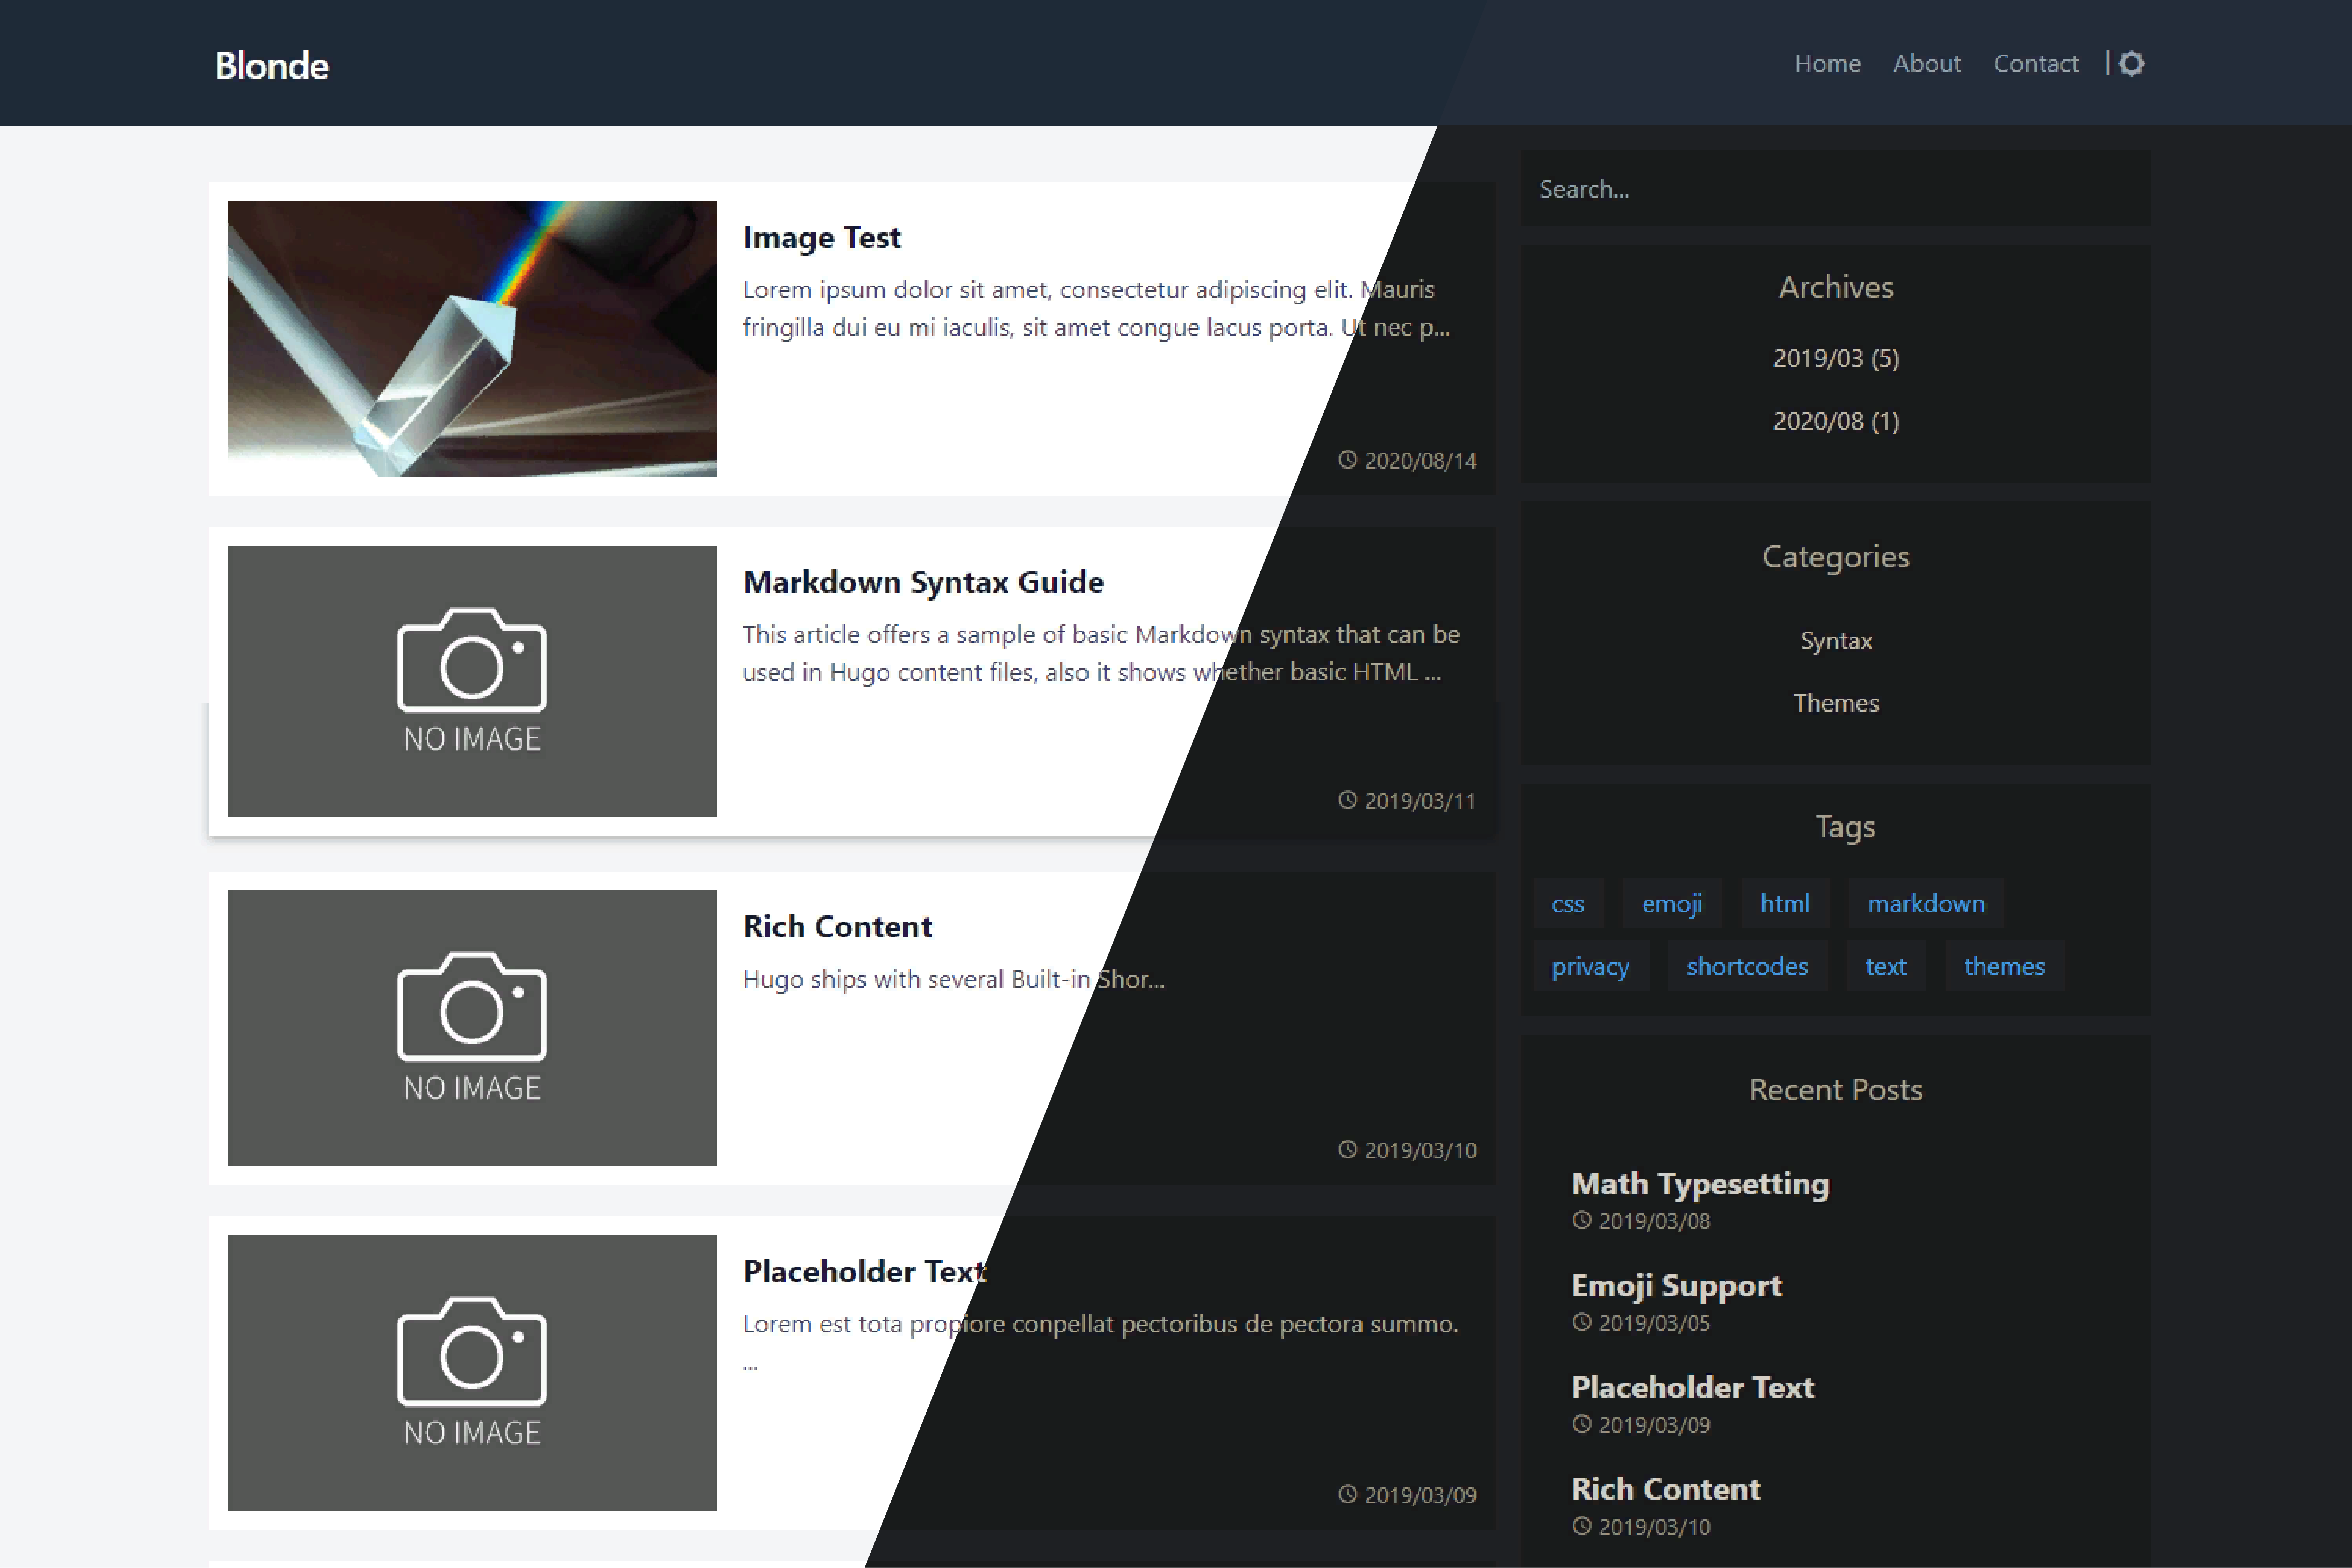 Blonde
Home
About
Contact
|
Image Test
Lorem ipsum dolor sit amet, consectetur adipiscing elit. Mauris
fringilla dui eu mi iaculis, sit amet congue lacus porta. Ut nec p...
2020/08/14
NO IMAGE
Markdown Syntax Guide
This article offers a sample of basic Markdown syntax that can be
used in Hugo content files, also it shows whether basic HTML ...
2019/03/11
NO IMAGE
Rich Content
Hugo ships with several Built-in Shor...
2019/03/10
NO IMAGE
Placeholder Text
Lorem est tota propiore conpellat pectoribus de pectora summo.
...
2019/03/09
Search...
Archives
2019/03 (5)
2020/08 (1)
Categories
Syntax
Themes
Tags
css
emoji
html
markdown
privacy
shortcodes
text
themes
Recent Posts
Math Typesetting
2019/03/08
Emoji Support
2019/03/05
Placeholder Text
2019/03/09
Rich Content
2019/03/10